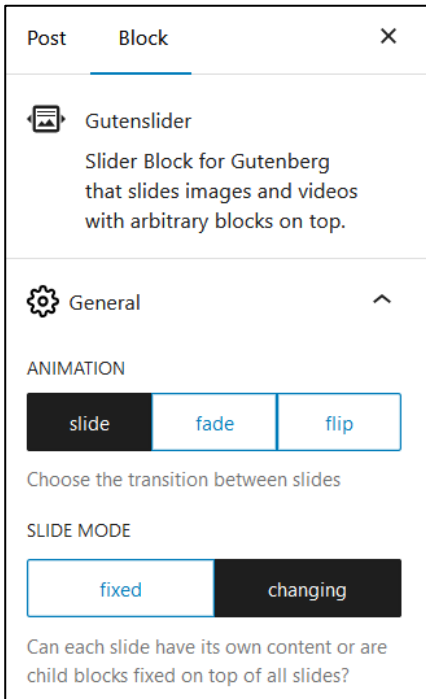 Post Block
Gutenslider
Slider Block for Gutenberg
that slides images and videos
with arbitrary blocks on top.
General
ANIMATION
slide fade flip
Choose the transition between slides
SLIDE MODE
fixed changing
Can each slide have its own content or are
child blocks fixed on top of all slides?